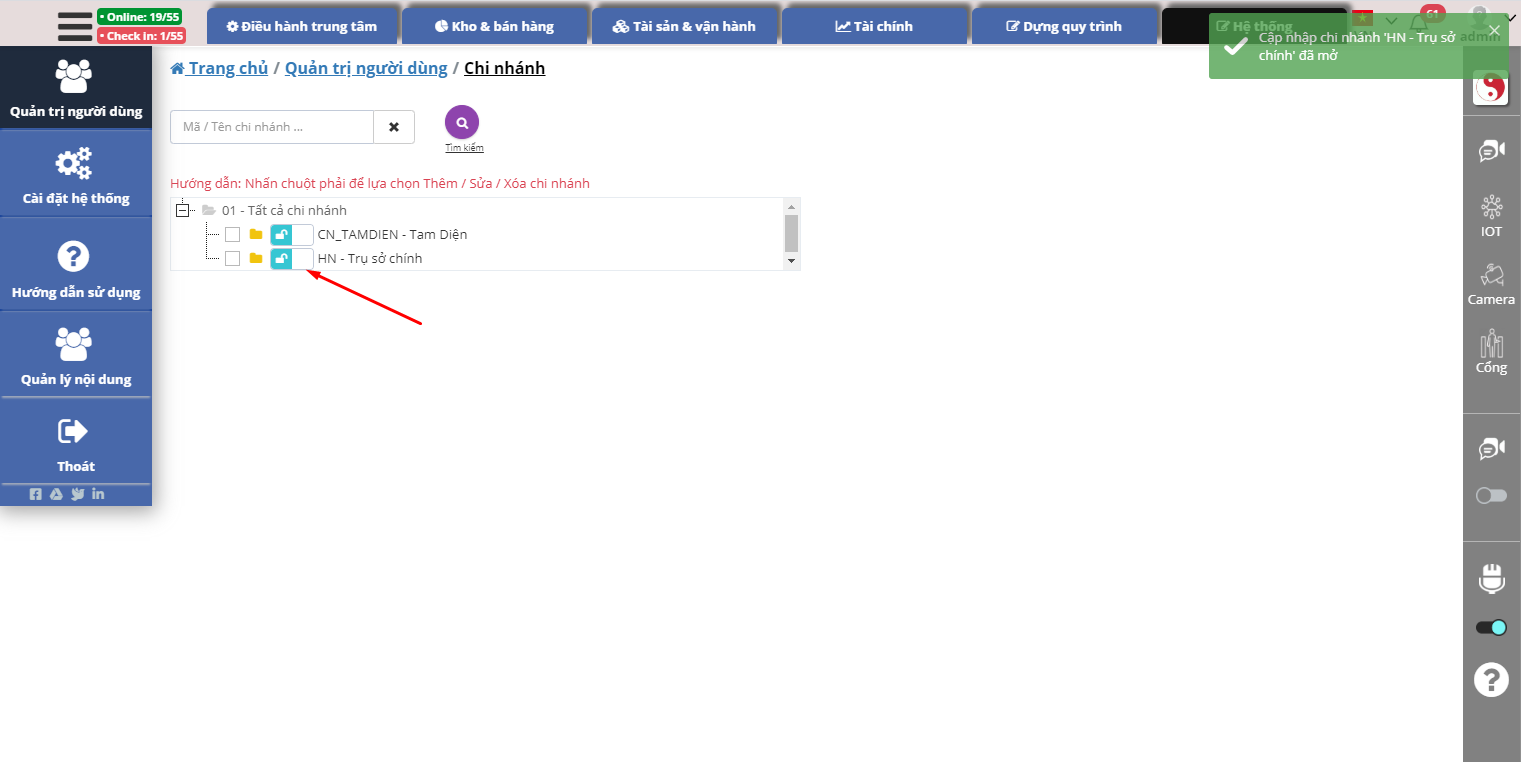 • Online: 19/55
• Check In: 1/55
Điều hành trung tâm
Kho & bán hàng
Tài sản & vận hành
Tài chính
Dựng quy trình
Hệ thống
61
admin
Cập nhập chi nhánh 'HN - Trụ sở
chính' đã mở
Quản trị người dùng
Cài đặt hệ thống
Hướng dẫn sử dụng
Quản lý nội dung
Thoát
Trang chủ / Quản trị người dùng / Chi nhánh
Mã / Tên chi nhánh ...
Tìm kiếm
Hướng dẫn: Nhấn chuột phải để lựa chọn Thêm / Sửa / Xóa chi nhánh
01 - Tất cả chi nhánh
CN_TAMDIEN - Tam Diện
HN - Trụ sở chính
IOT
Camera
Cổng